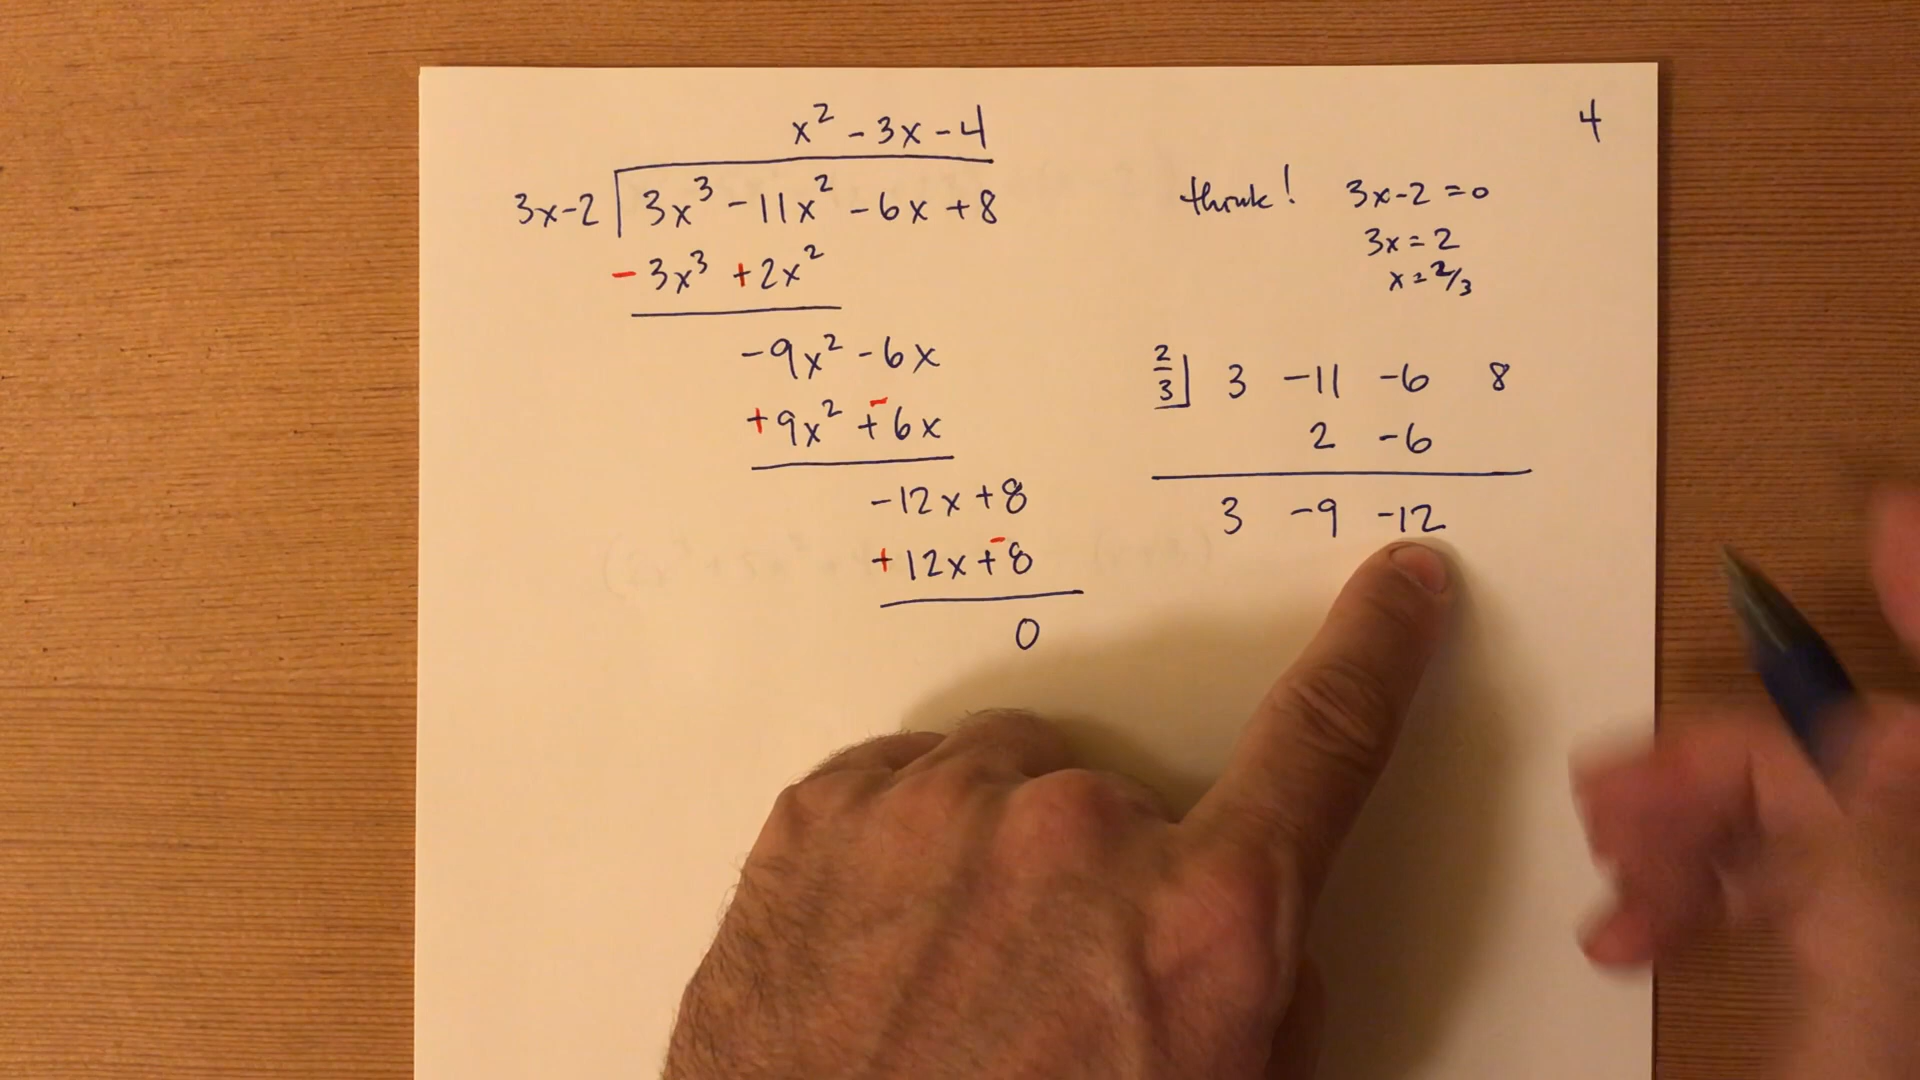 x² - 3x - 4
3x-2 3x³ - 11x² - 6x + 8
- 3x³ + 2x²
-9x² - 6x
+ 9x² + - 6x
-12x + 8
+ 12x + - 8
0
4
think! 3x - 2 = 0
3x = 2
x = 2/3
2/3 3 -11 -6 8
2 -6
3 -9 -12